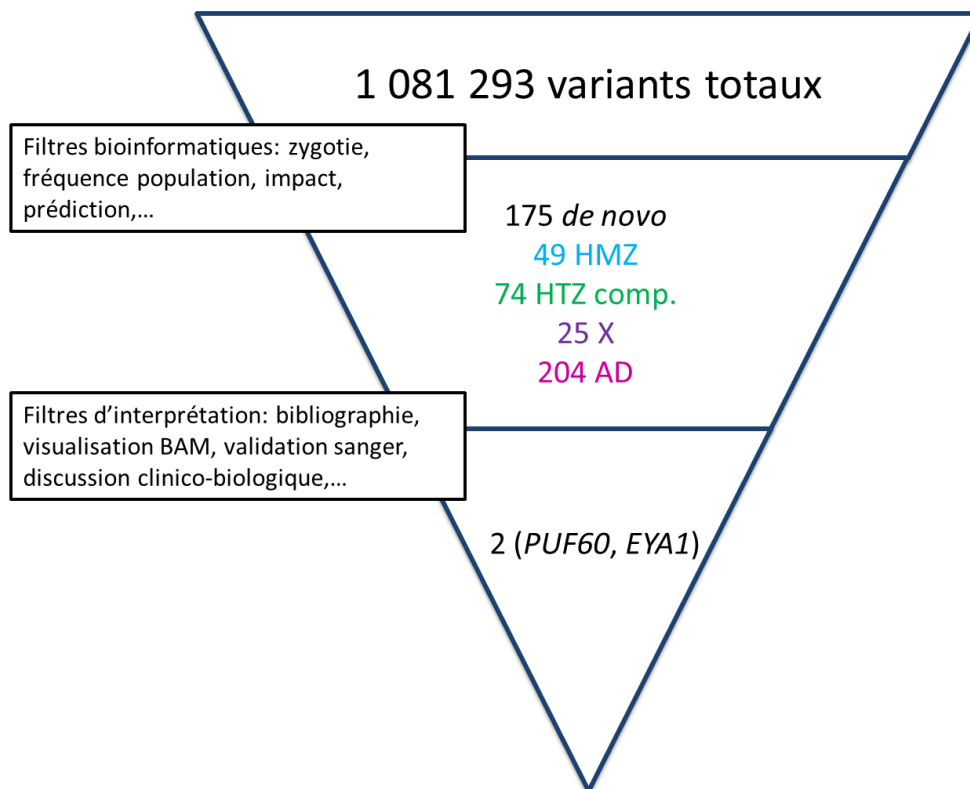 1 081 293 variants totaux
Filtres bioinformatiques: zygotie,
fréquence population, impact,
prédiction,...
175 de novo
49 HMZ
74 HTZ comp.
25 X
204 AD
Filtres d'interprétation: bibliographie,
visualisation BAM, validation sanger,
discussion clinico-biologique,...
2 (PUF60, EYA1)